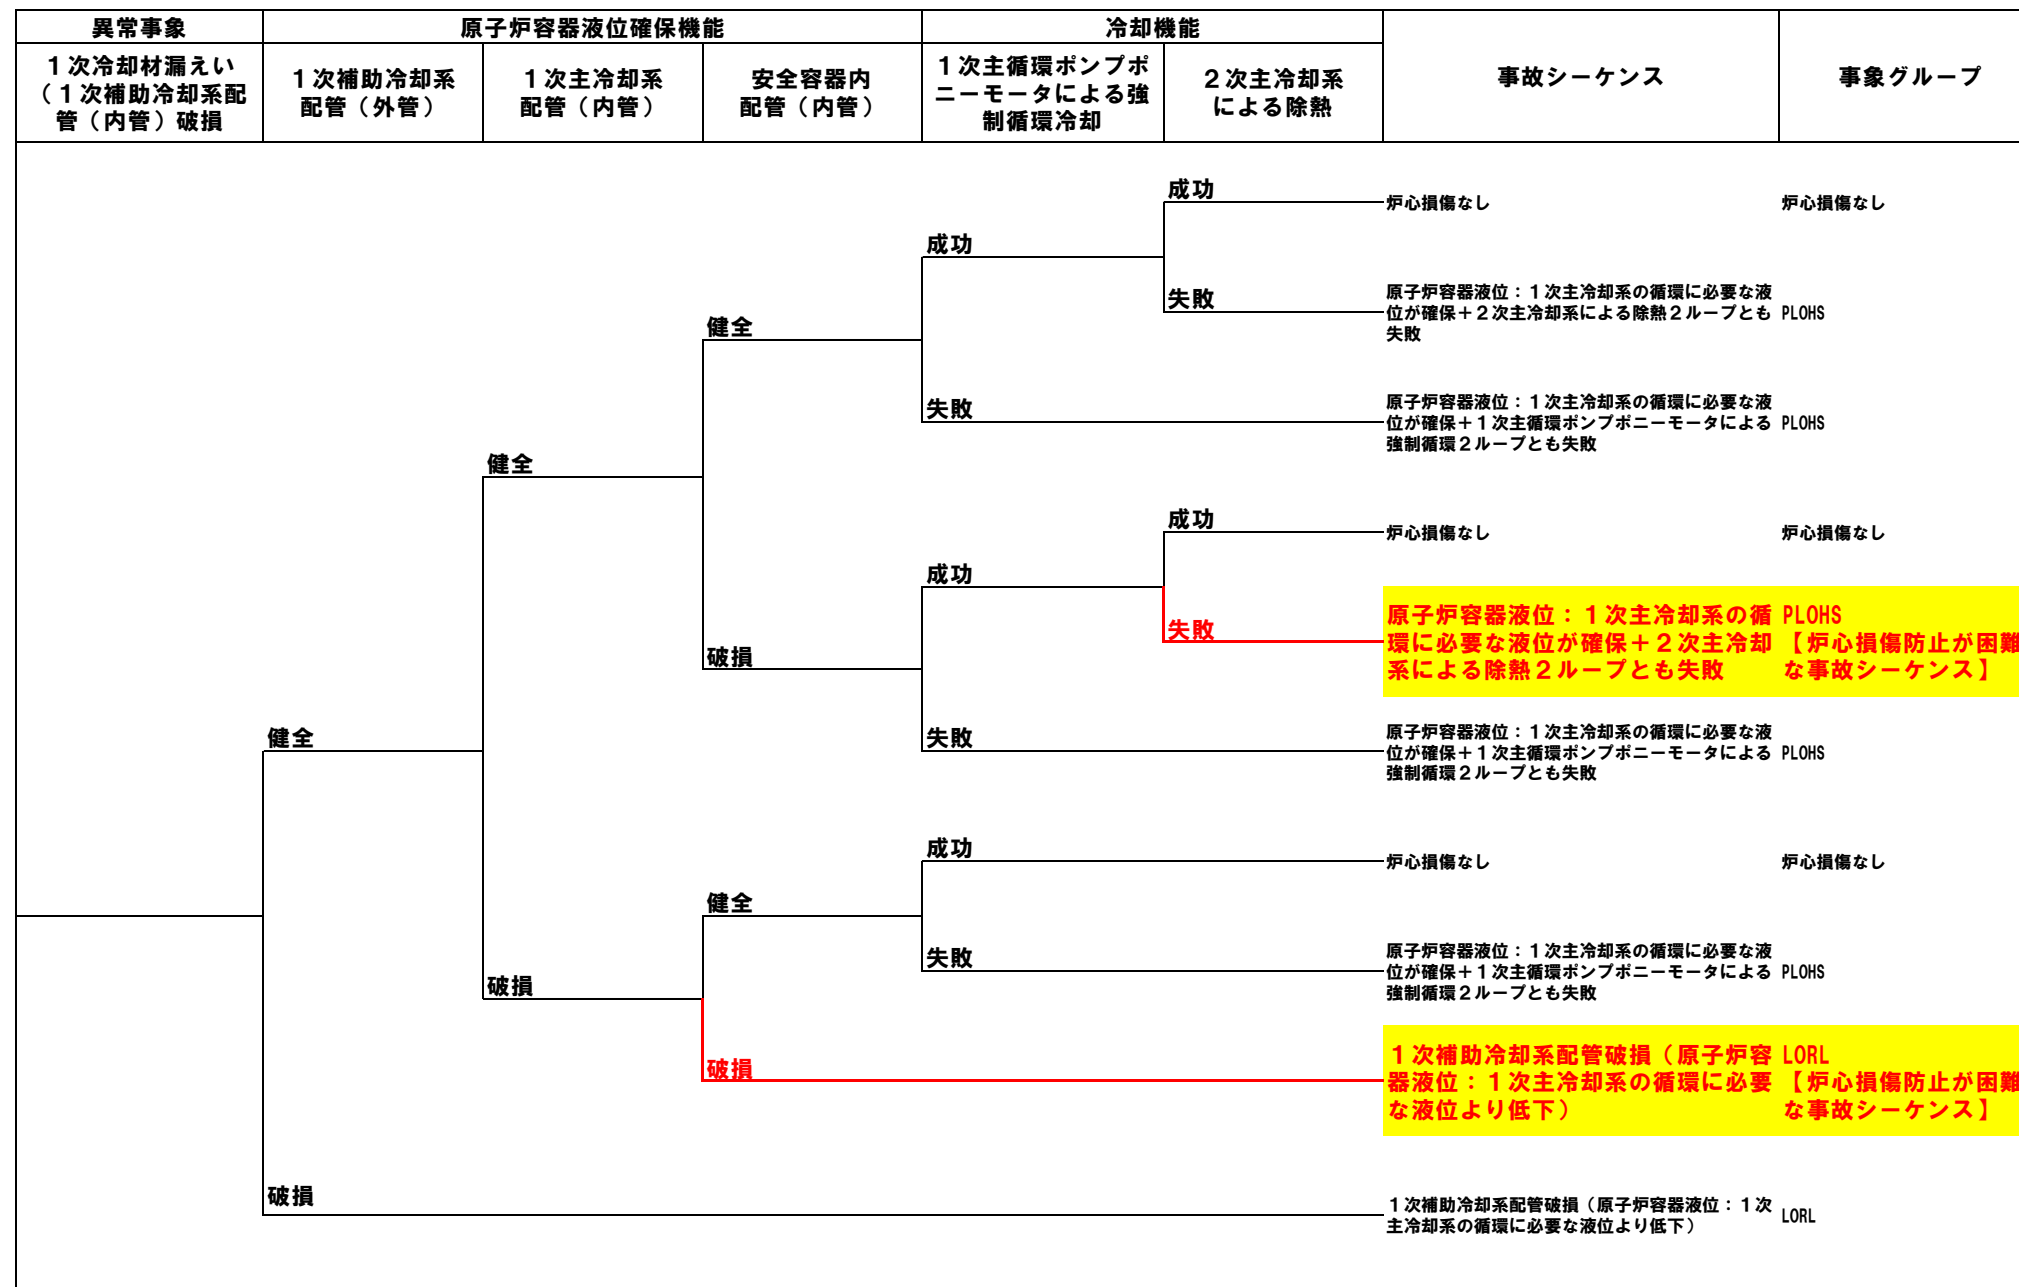 異常事象
原子炉容器液位確保機能
冷却機能
１次冷却材漏えい
（１次補助冷却系配
管（内管）破損
１次補助冷却系
配管（外管）
１次主冷却系
配管（内管）
安全容器内
配管（内管）
１次主循環ポンプポ
ニーモータによる強
制循環冷却
２次主冷却系
による除熱
事故シーケンス
事象グループ
成功
炉心損傷なし
炉心損傷なし
成功
失敗
原子炉容器液位：１次主冷却系の循環に必要な液
位が確保＋２次主冷却系による除熱２ループとも
失敗
PLOHS
健全
失敗
原子炉容器液位：１次主冷却系の循環に必要な液
位が確保＋１次主循環ポンプポニーモータによる
強制循環２ループとも失敗
PLOHS
健全
成功
炉心損傷なし
炉心損傷なし
成功
失敗
原子炉容器液位：１次主冷却系の循
環に必要な液位が確保＋２次主冷却
系による除熱２ループとも失敗
PLOHS
【炉心損傷防止が困難
な事故シーケンス】
破損
健全
失敗
原子炉容器液位：１次主冷却系の循環に必要な液
位が確保＋１次主循環ポンプポニーモータによる
強制循環２ループとも失敗
PLOHS
成功
炉心損傷なし
炉心損傷なし
健全
失敗
原子炉容器液位：１次主冷却系の循環に必要な液
位が確保＋１次主循環ポンプポニーモータによる
強制循環２ループとも失敗
PLOHS
破損
破損
１次補助冷却系配管破損（原子炉容
器液位：１次主冷却系の循環に必要
な液位より低下）
LORL
【炉心損傷防止が困難
な事故シーケンス】
破損
１次補助冷却系配管破損（原子炉容器液位：１次
主冷却系の循環に必要な液位より低下）
LORL